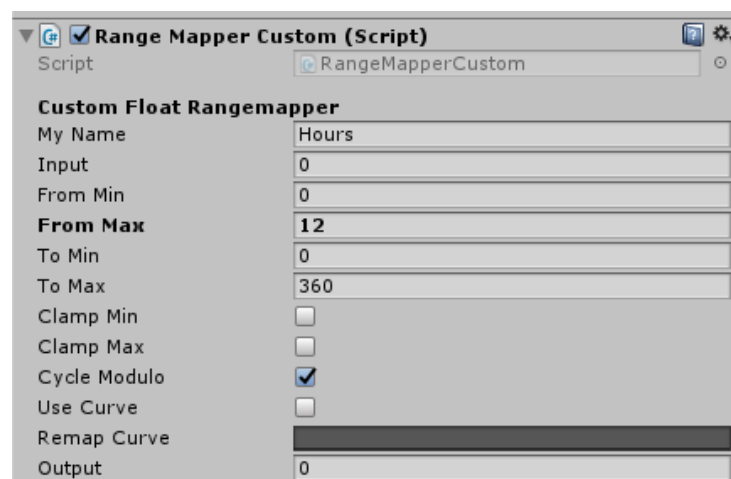 Range Mapper Custom (Script)
Script RangeMapperCustom
Custom Float Rangemapper
My Name Hours
Input 0
From Min 0
From Max 12
To Min 0
To Max 360
Clamp Min
Clamp Max
Cycle Modulo
Use Curve
Remap Curve
Output 0